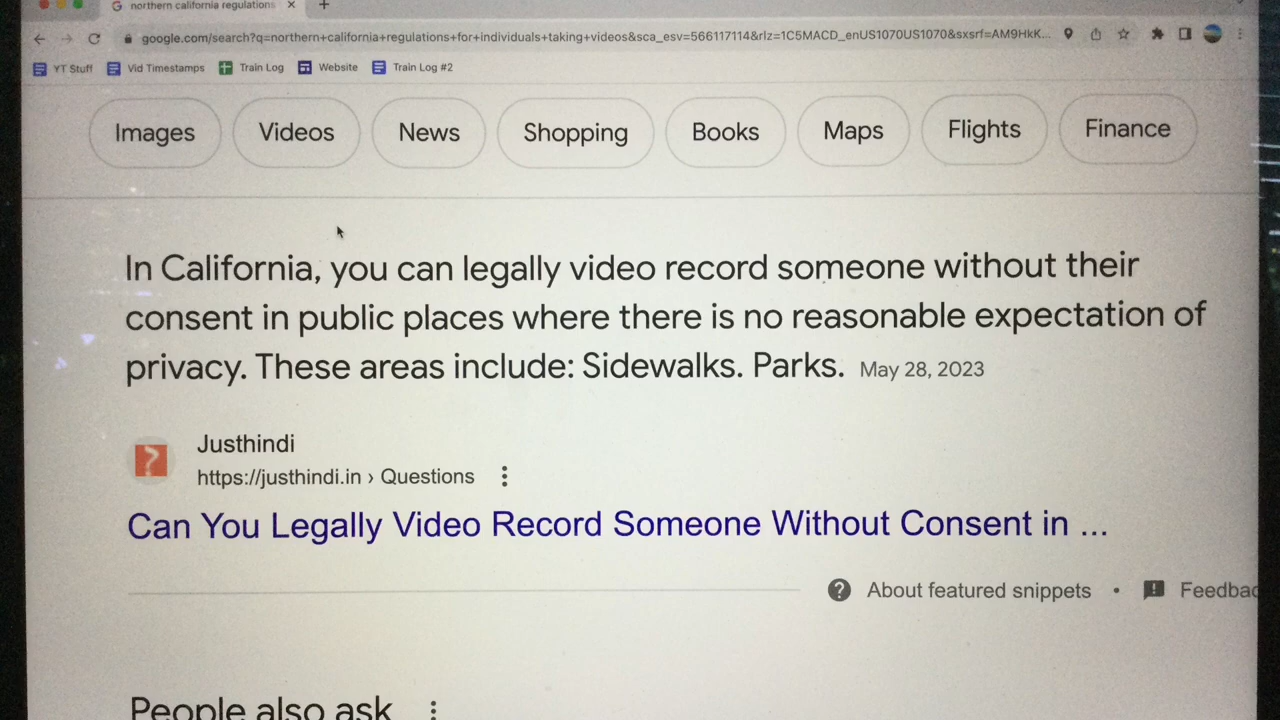 northern california regulations
google.com/search?q=northern+california+regulations+for+individuals+taking+videos&sca_esv=566117114&rlz=1C5MACD_enUS1070US1070&sxsrf=AM9HkK...
YT Stuff Vid Timestamps Train Log Website Train Log #2
Images Videos News Shopping Books Maps Flights Finance
In California, you can legally video record someone without their
consent in public places where there is no reasonable expectation of
privacy. These areas include: Sidewalks. Parks. May 28, 2023
Justhindi
https://justhindi.in › Questions
Can You Legally Video Record Someone Without Consent in ...
About featured snippets • Feedbac
People also ask